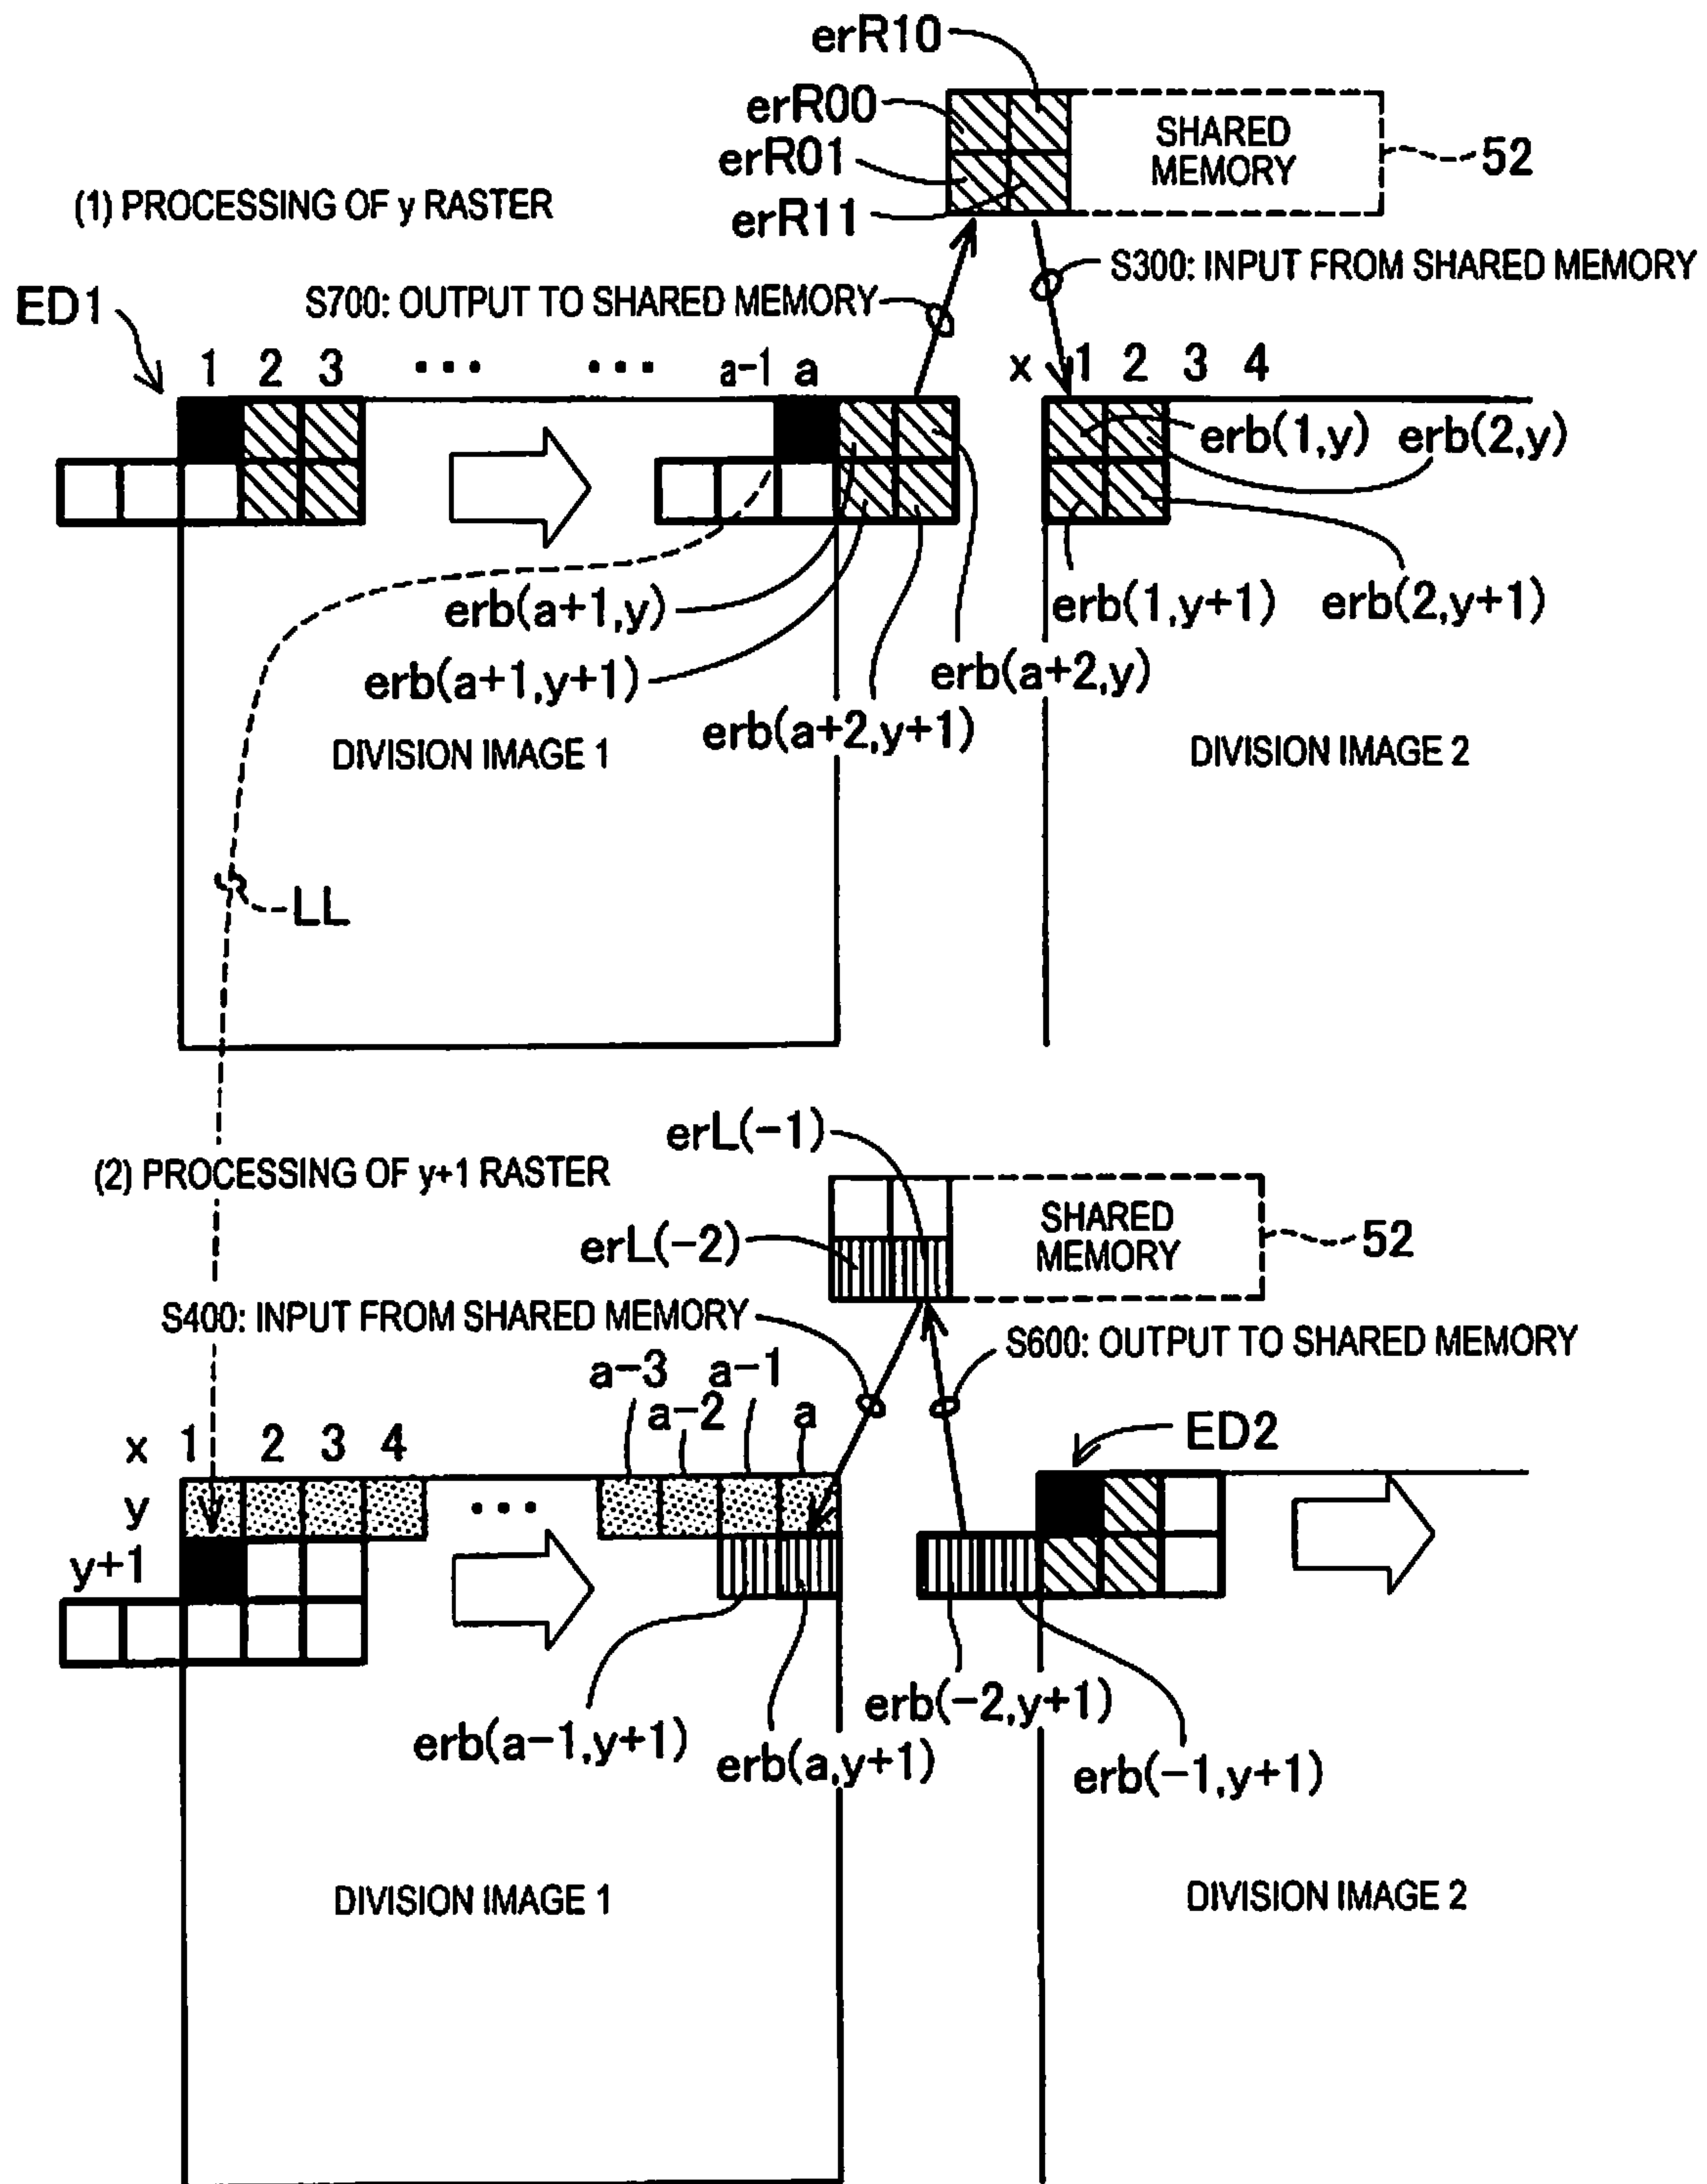 erR10
erR00
erR01
erR11
SHARED
MEMORY
52
(1) PROCESSING OF y RASTER
S300: INPUT FROM SHARED MEMORY
S700: OUTPUT TO SHARED MEMORY
ED1
1 2 3 ··· ··· a-1 a
x 1 2 3 4
erb(1,y) erb(2,y)
erb(a+1,y)
erb(1,y+1) erb(2,y+1)
erb(a+1,y+1)
erb(a+2,y)
erb(a+2,y+1)
DIVISION IMAGE 1
DIVISION IMAGE 2
LL
erL(-1)
(2) PROCESSING OF y+1 RASTER
SHARED
MEMORY
52
erL(-2)
S400: INPUT FROM SHARED MEMORY
S600: OUTPUT TO SHARED MEMORY
a-3 a-1
a-2 a
ED2
x 1 2 3 4
y ···
y+1
erb(-2,y+1)
erb(a-1,y+1)
erb(a,y+1)
erb(-1,y+1)
DIVISION IMAGE 1
DIVISION IMAGE 2